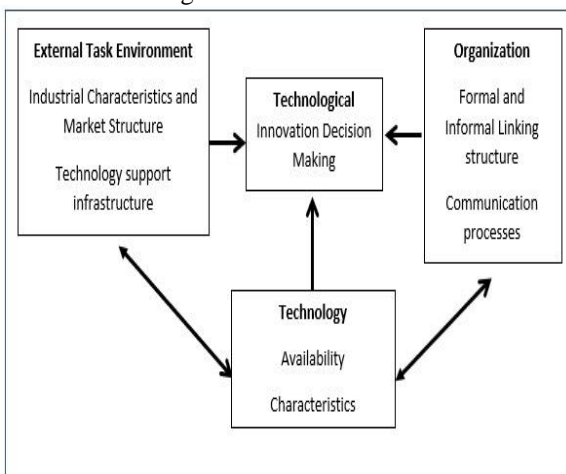 External Task Environment
Industrial Characteristics and
Market Structure
Technology support
infrastructure
Technological
Innovation Decision
Making
Organization
Formal and
Informal Linking
structure
Communication
processes
Technology
Availability
Characteristics